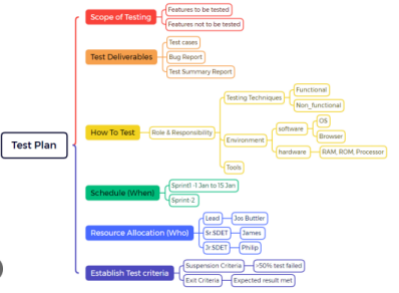 Test Plan
Scope of Testing
Features to be tested
Features not to be tested
Test Deliverables
Test cases
Bug Report
Test Summery Report
How To Test
Role & Responsibility
Testing Techniques
Functional
Non_functional
Environment
software
OS
Browser
hardware
RAM, ROM, Processor
Tools
Schedule (When)
Sprint1 -1 Jan to 15 Jan
Sprint-2
Resource Allocation (Who)
Lead
Jos Buttler
Sr.SDET
James
Jr.SDET
Philip
Establish Test criteria
Suspension Criteria
>50% test failed
Exit Criteria
Expected result met